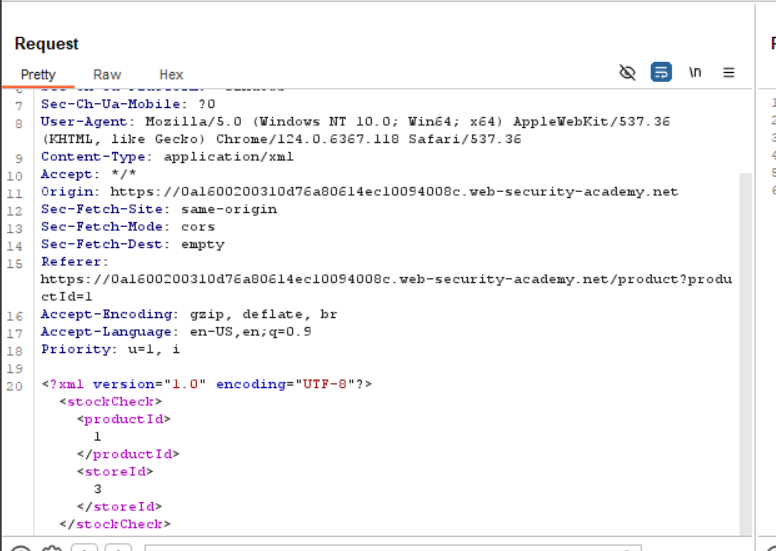 Request
Pretty Raw Hex
\n
7 Sec-Ch-Ua-Mobile: ?0
8 User-Agent: Mozilla/5.0 (Windows NT 10.0; Win64; x64) AppleWebKit/537.36
(KHTML, like Gecko) Chrome/124.0.6367.118 Safari/537.36
9 Content-Type: application/xml
10 Accept: */*
11 Origin: https://0a1600200310d76a80614ec10094008c.web-security-academy.net
12 Sec-Fetch-Site: same-origin
13 Sec-Fetch-Mode: cors
14 Sec-Fetch-Dest: empty
15 Referer:
https://0a1600200310d76a80614ec10094008c.web-security-academy.net/product?produ
ctId=1
16 Accept-Encoding: gzip, deflate, br
17 Accept-Language: en-US,en;q=0.9
18 Priority: u=1, i
19
20 <?xml version="1.0" encoding="UTF-8"?>
<stockCheck>
<productId>
1
</productId>
<storeId>
3
</storeId>
</stockCheck>